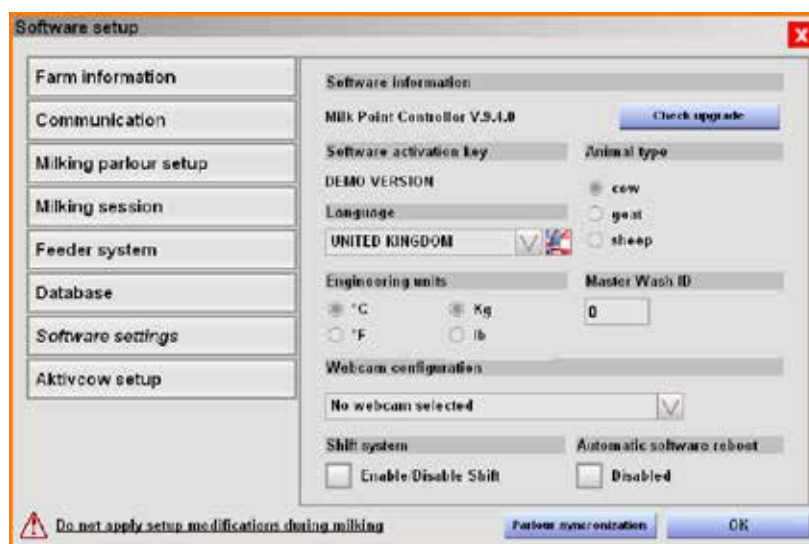 Software setup
X
Farm information
Communication
Milking parlour setup
Milking session
Feeder system
Database
Software settings
Aktivcow setup
Software information
Milk Point Controller V.9.4.0
Check upgrade
Software activation key
Animal type
DEMO VERSION
cow
goat
sheep
Language
UNITED KINGDOM
Engineering units
Master Wash ID
°C
Kg
0
°F
lb
Webcam configuration
No webcam selected
Shift system
Automatic software reboot
Enable/Disable Shift
Disabled
Do not apply setup modifications during milking
Parlour syncronization
OK